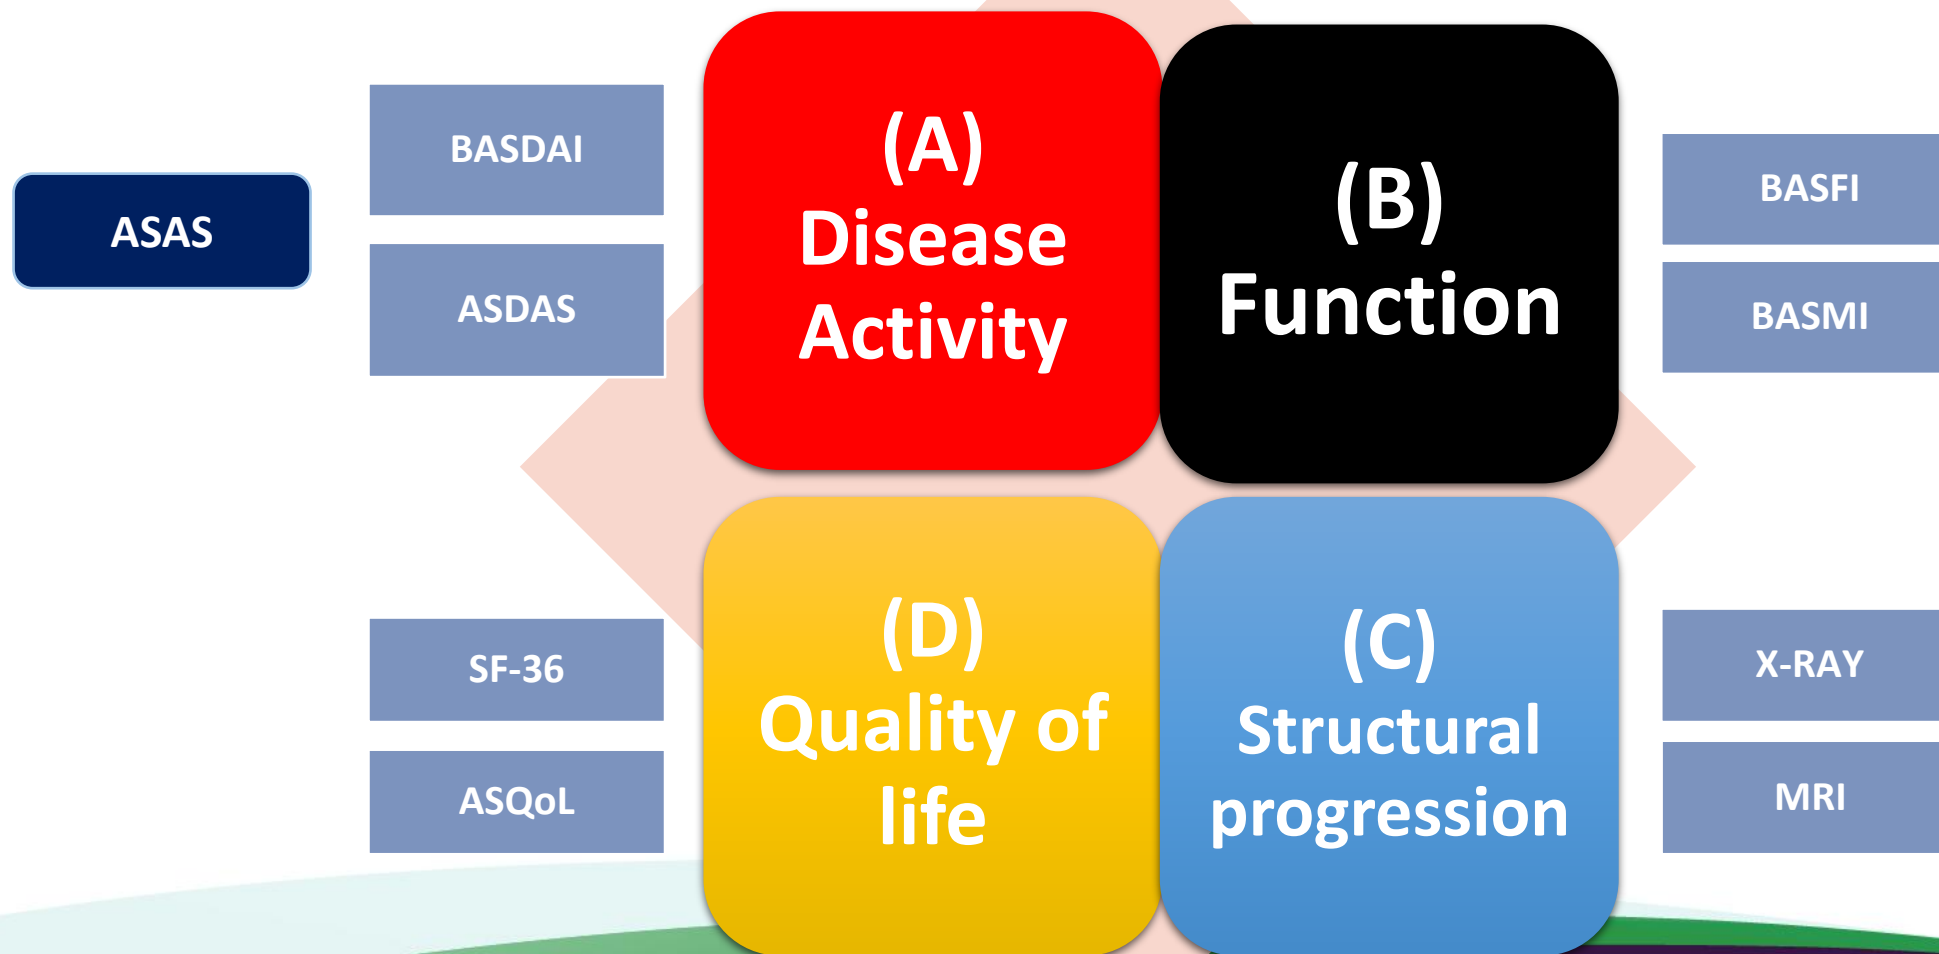 ASAS
BASDAI
ASDAS
(A)
Disease
Activity
(B)
Function
BASFI
BASMI
SF-36
ASQoL
(D)
Quality of
life
(C)
Structural
progression
X-RAY
MRI